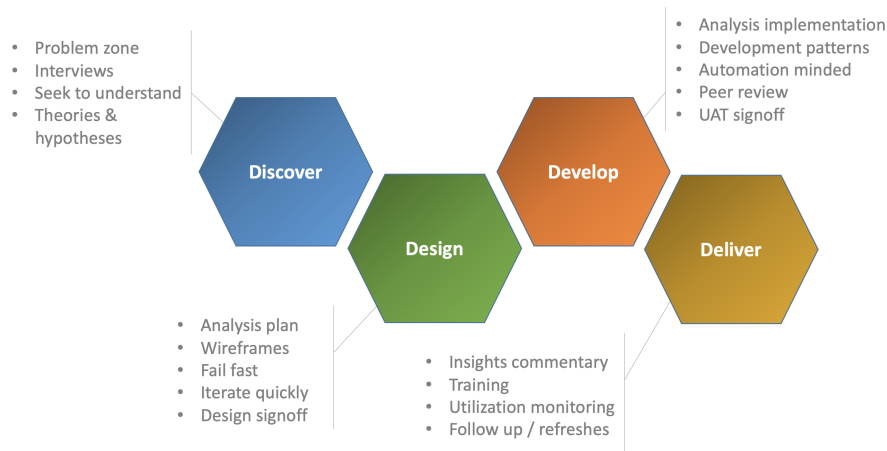 • Problem zone
• Interviews
• Seek to understand
• Theories &
hypotheses
Discover
• Analysis plan
• Wireframes
• Fail fast
• Iterate quickly
• Design signoff
Design
• Analysis implementation
• Development patterns
• Automation minded
• Peer review
• UAT signoff
Develop
• Insights commentary
• Training
• Utilization monitoring
• Follow up / refreshes
Deliver